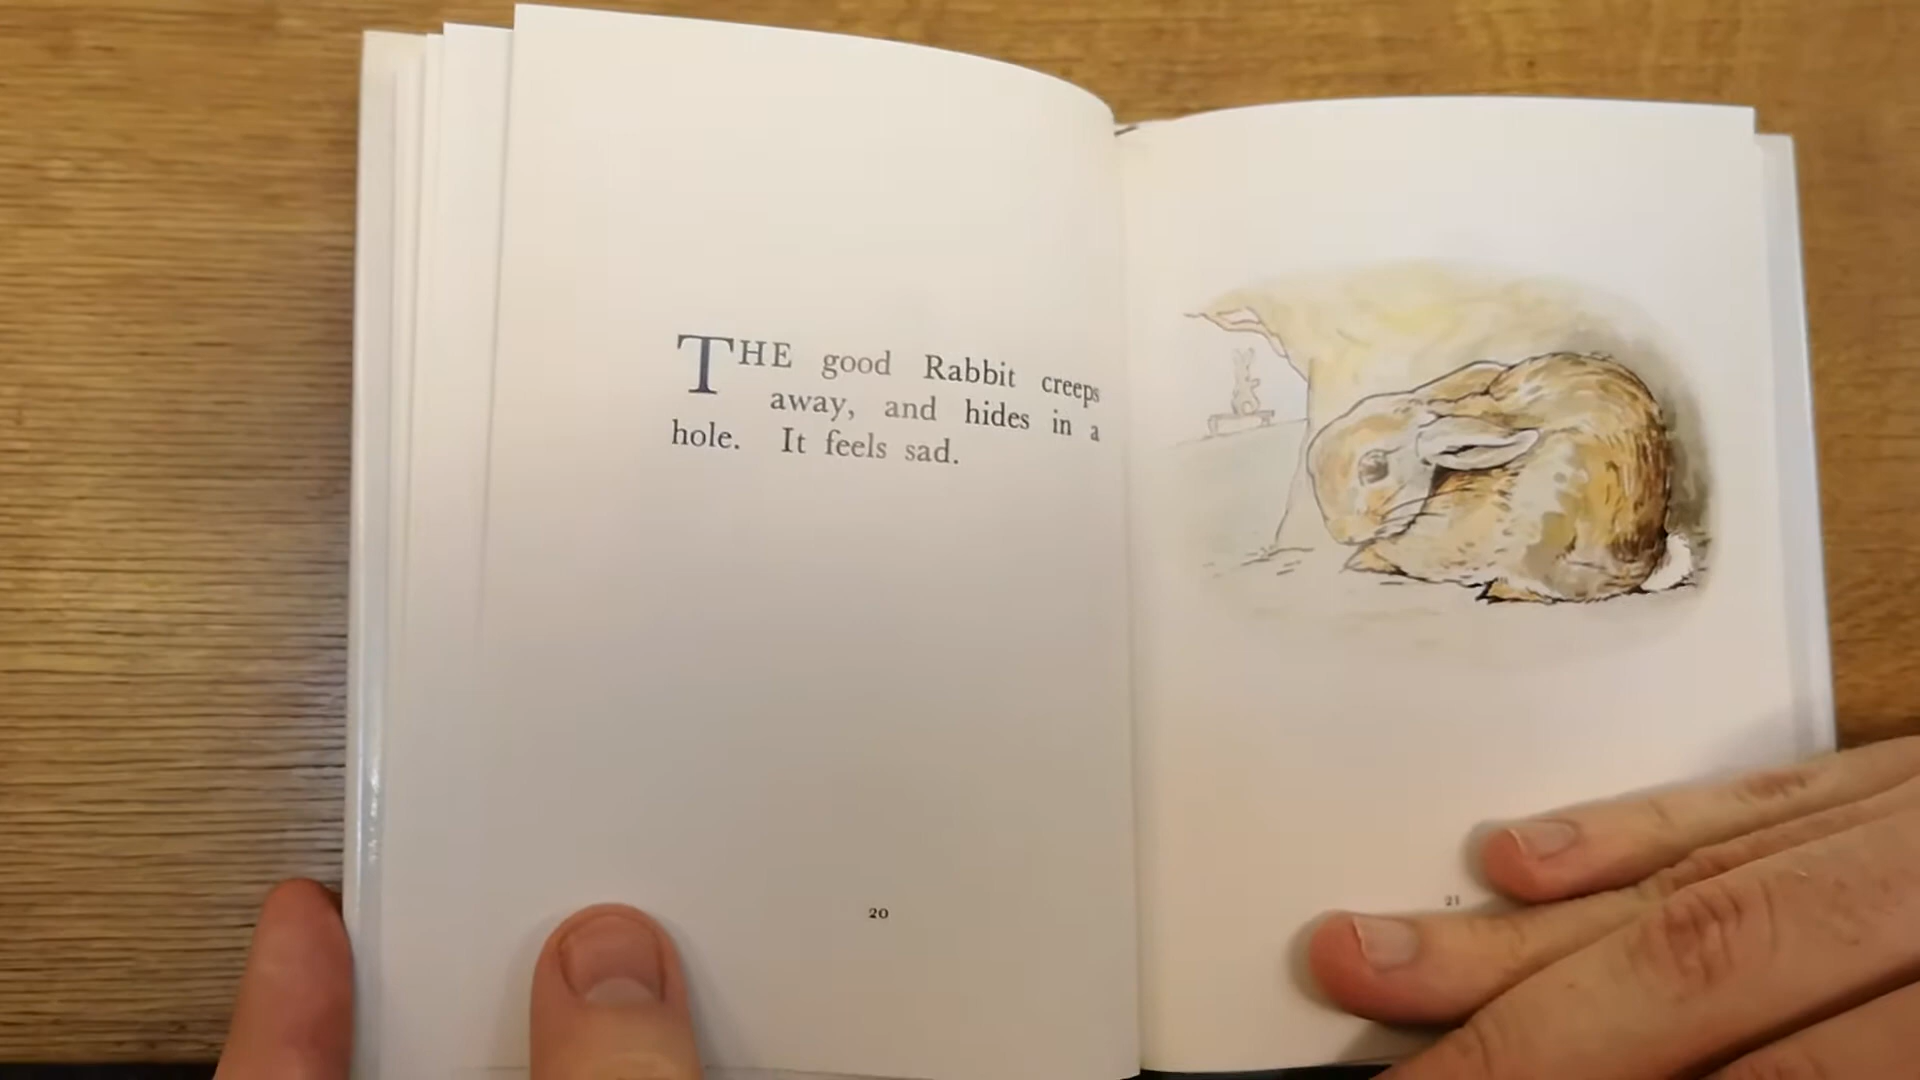 THE good Rabbit creeps
away, and hides in a
hole. It feels sad.
20
21